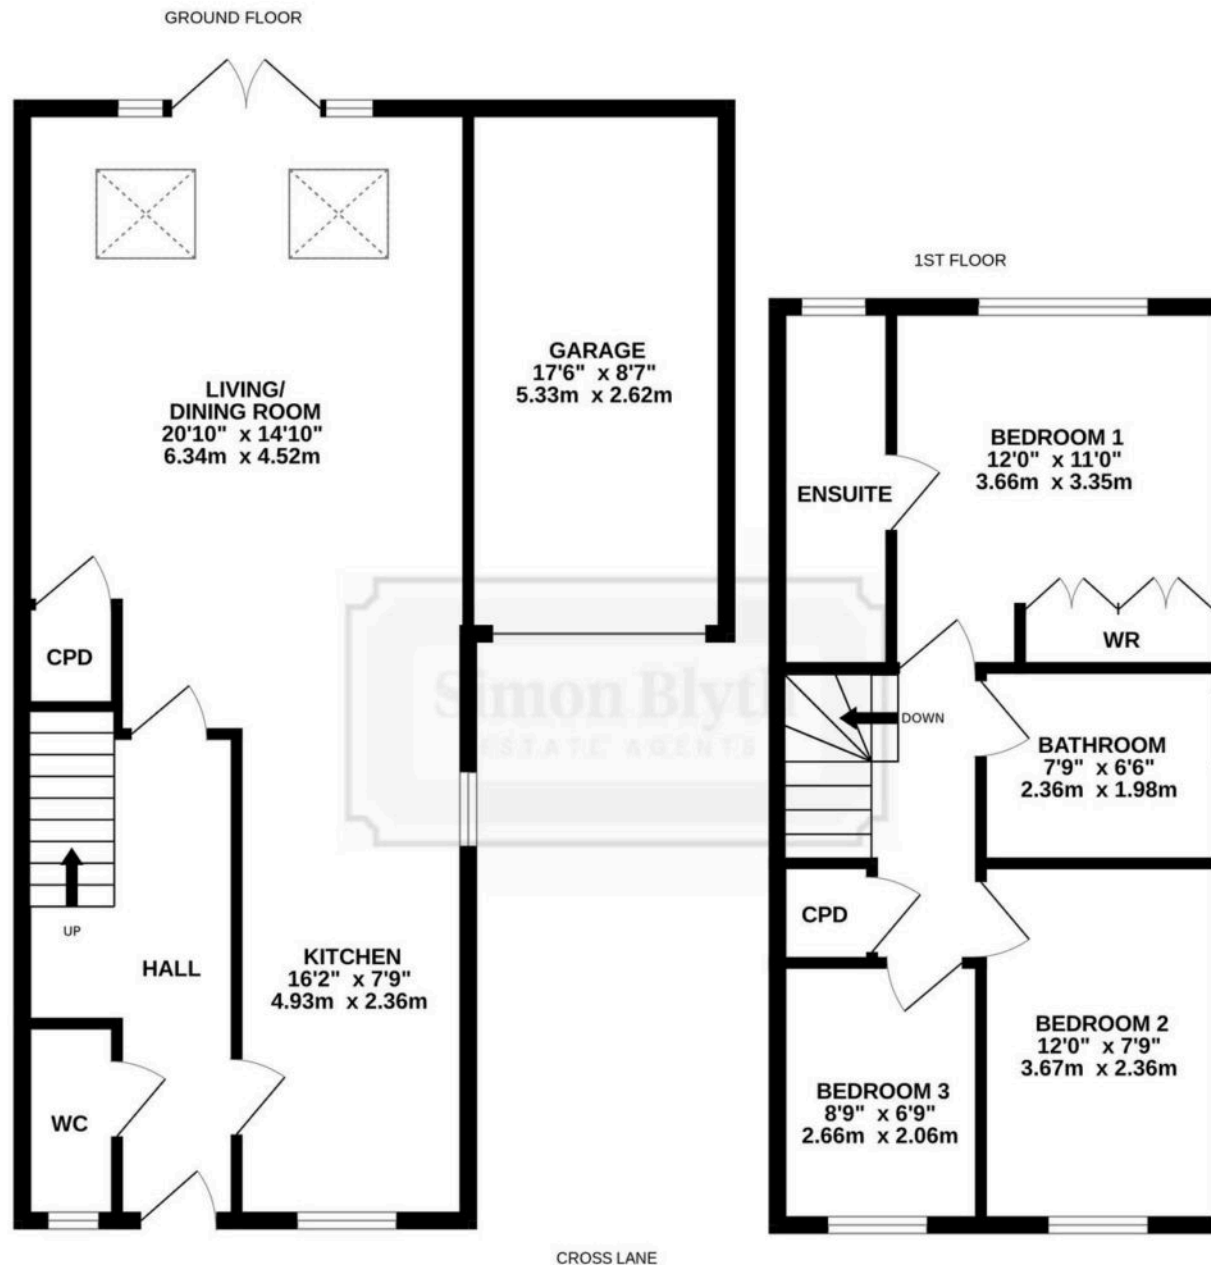 GROUND FLOOR
LIVING/
DINING ROOM
20'10" x 14'10"
6.34m x 4.52m
GARAGE
17'6" x 8'7"
5.33m x 2.62m
CPD
UP
HALL
KITCHEN
16'2" x 7'9"
4.93m x 2.36m
WC
1ST FLOOR
BEDROOM 1
12'0" x 11'0"
3.66m x 3.35m
ENSUITE
WR
DOWN
BATHROOM
7'9" x 6'6"
2.36m x 1.98m
CPD
BEDROOM 2
12'0" x 7'9"
3.67m x 2.36m
BEDROOM 3
8'9" x 6'9"
2.66m x 2.06m
Simon Blyth
ESTATE AGENTS
CROSS LANE